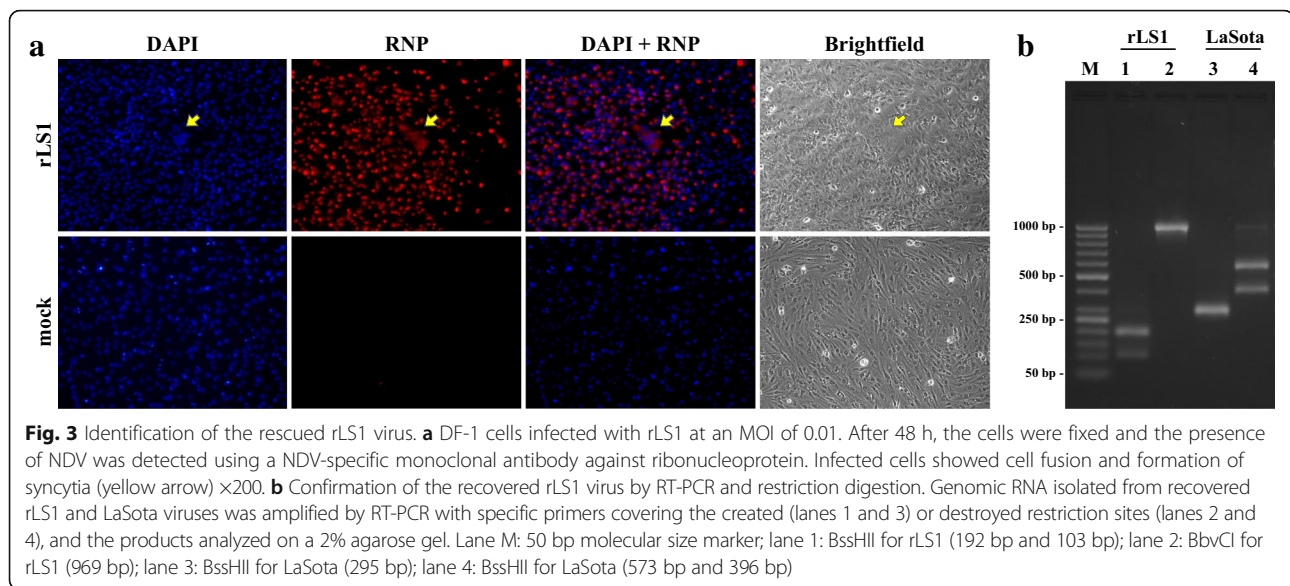 a
DAPI RNP DAPI + RNP Brightfield
rLS1
mock
b
rLS1 LaSota
M 1 2 3 4
1000 bp -
500 bp -
250 bp -
50 bp -
Fig. 3 Identification of the rescued rLS1 virus. a DF-1 cells infected with rLS1 at an MOI of 0.01. After 48 h, the cells were fixed and the presence
of NDV was detected using a NDV-specific monoclonal antibody against ribonucleoprotein. Infected cells showed cell fusion and formation of
syncytia (yellow arrow) ×200. b Confirmation of the recovered rLS1 virus by RT-PCR and restriction digestion. Genomic RNA isolated from recovered
rLS1 and LaSota viruses was amplified by RT-PCR with specific primers covering the created (lanes 1 and 3) or destroyed restriction sites (lanes 2 and
4), and the products analyzed on a 2% agarose gel. Lane M: 50 bp molecular size marker; lane 1: BssHII for rLS1 (192 bp and 103 bp); lane 2: BbvCI for
rLS1 (969 bp); lane 3: BssHII for LaSota (295 bp); lane 4: BssHII for LaSota (573 bp and 396 bp)